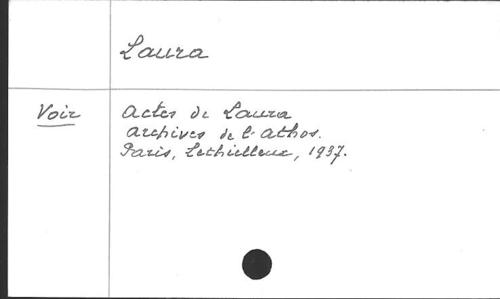 Laura
Voir
Actes de Laura
Archives de l'Athos.
Paris, Lethielleux, 1937.